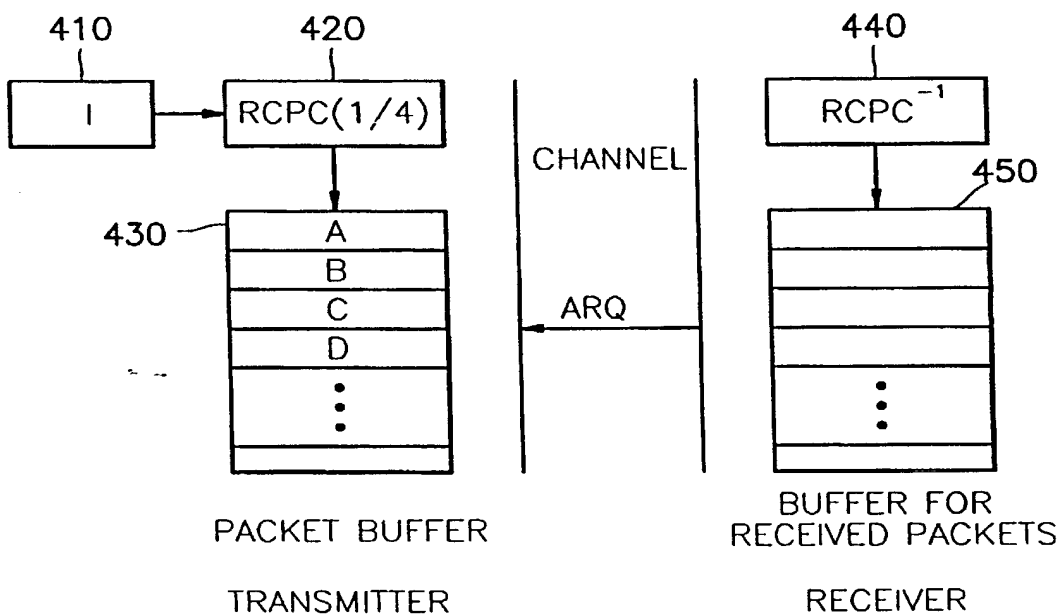 410
420
440
I
RCPC(1/4)
RCPC⁻¹
CHANNEL
450
430
A
B
C
D
ARQ
PACKET BUFFER
BUFFER FOR
RECEIVED PACKETS
TRANSMITTER
RECEIVER